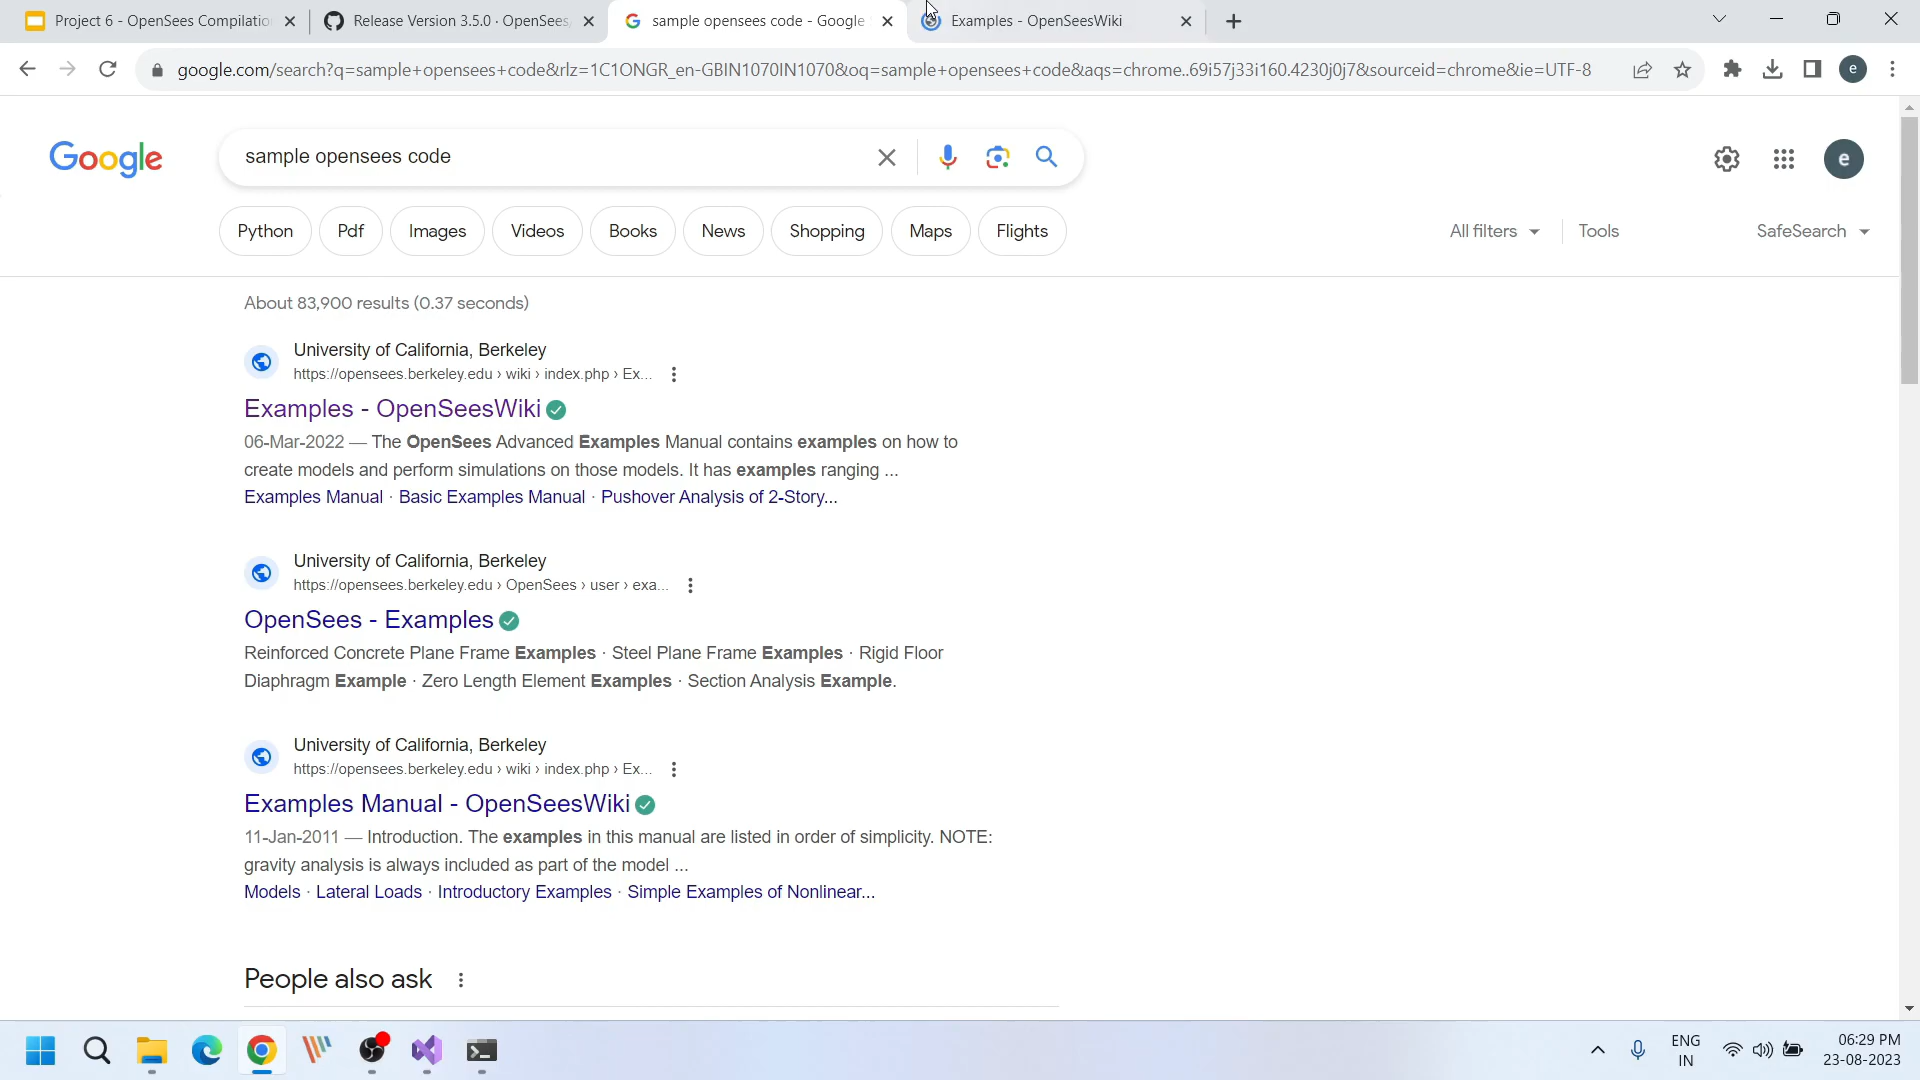 Project 6 - OpenSees Compilatio
Release Version 3.5.0 · OpenSees
sample opensees code - Google
Examples - OpenSeesWiki
google.com/search?q=sample+opensees+code&rlz=1C1ONGR_en-GBIN1070IN1070&oq=sample+opensees+code&aqs=chrome..69i57j33i160.4230j0j7&sourceid=chrome&ie=UTF-8
e
Google
sample opensees code
e
Python
Pdf
Images
Videos
Books
News
Shopping
Maps
Flights
All filters
Tools
SafeSearch
About 83,900 results (0.37 seconds)
University of California, Berkeley
https://opensees.berkeley.edu › wiki › index.php › Ex...
Examples - OpenSeesWiki
06-Mar-2022 — The OpenSees Advanced Examples Manual contains examples on how to
create models and perform simulations on those models. It has examples ranging ...
Examples Manual · Basic Examples Manual · Pushover Analysis of 2-Story...
University of California, Berkeley
https://opensees.berkeley.edu › OpenSees › user › exa...
OpenSees - Examples
Reinforced Concrete Plane Frame Examples · Steel Plane Frame Examples · Rigid Floor
Diaphragm Example · Zero Length Element Examples · Section Analysis Example.
University of California, Berkeley
https://opensees.berkeley.edu › wiki › index.php › Ex...
Examples Manual - OpenSeesWiki
11-Jan-2011 — Introduction. The examples in this manual are listed in order of simplicity. NOTE:
gravity analysis is always included as part of the model ...
Models · Lateral Loads · Introductory Examples · Simple Examples of Nonlinear...
People also ask
ENG
IN
06:29 PM
23-08-2023